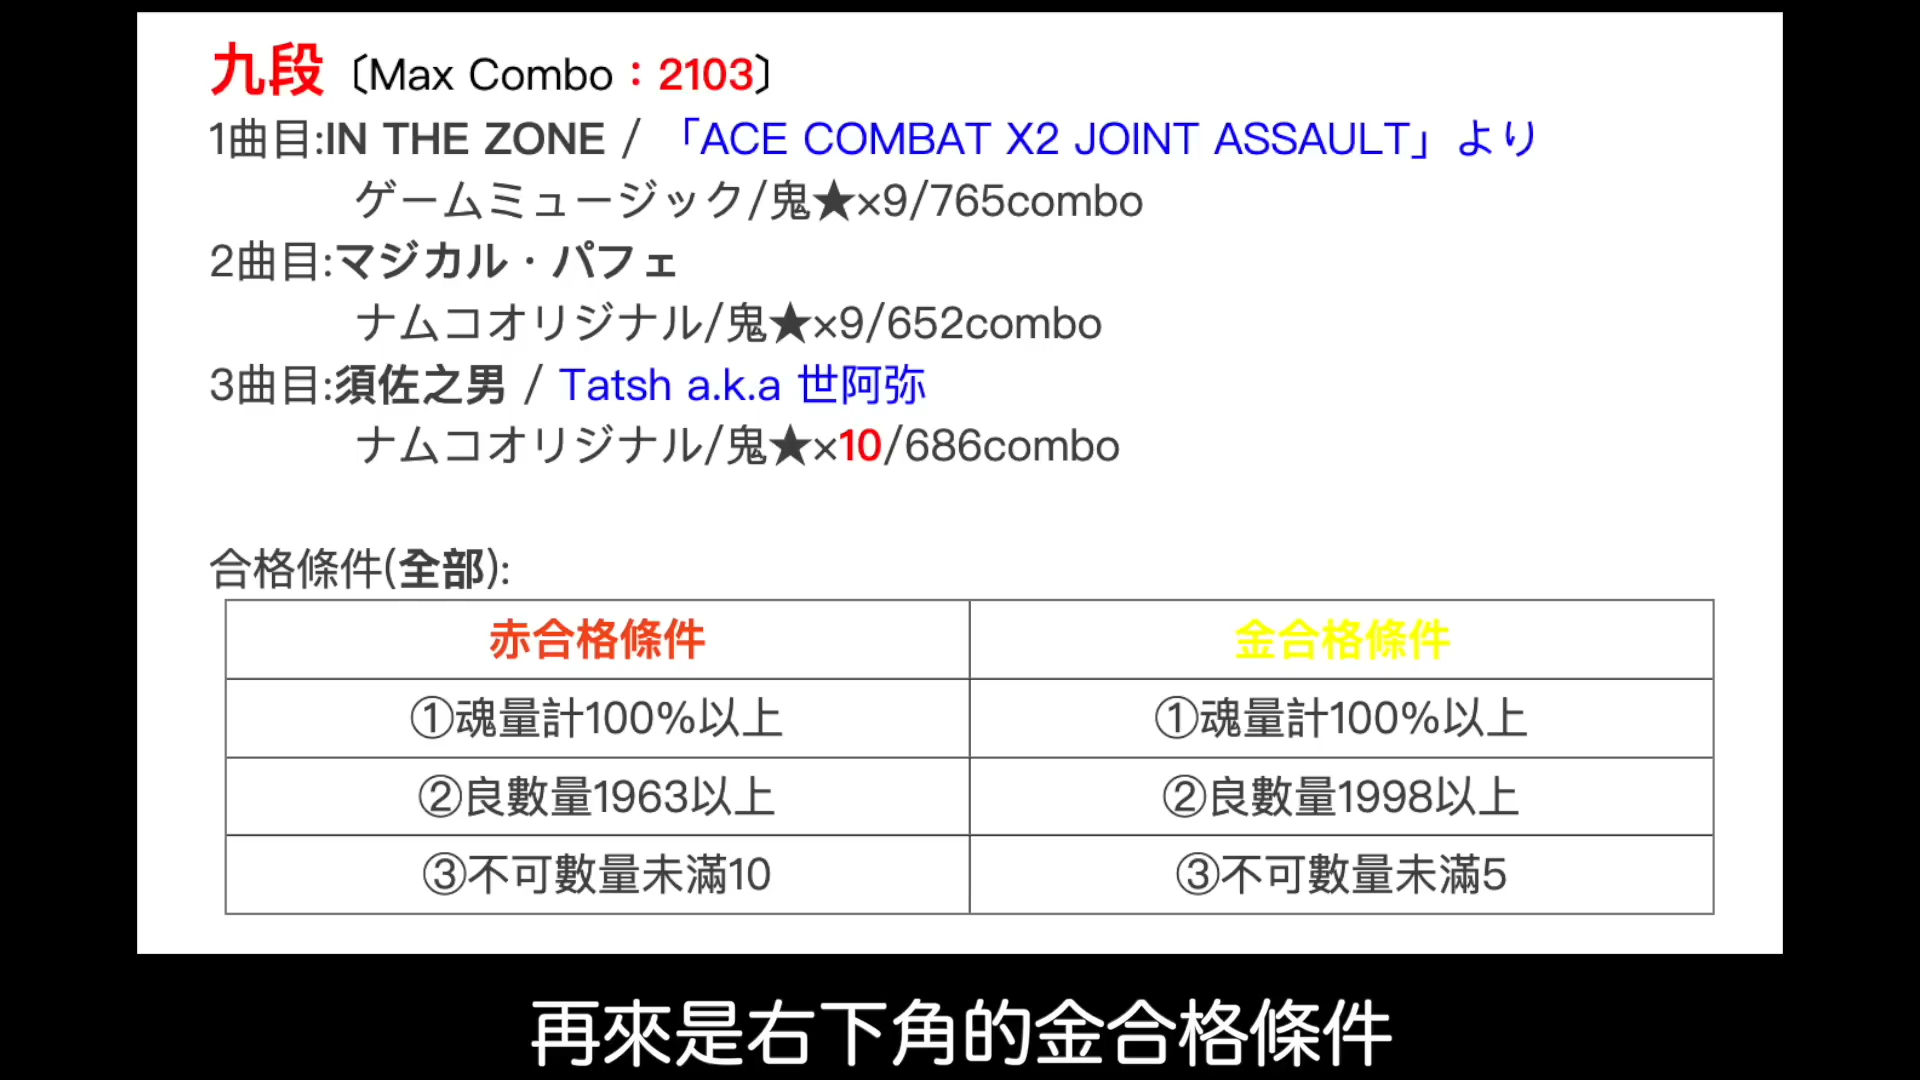 九段〔Max Combo：2103〕
1曲目:IN THE ZONE / 「ACE COMBAT X2 JOINT ASSAULT」より
ゲームミュージック/鬼★×9/765combo
2曲目:マジカル・パフェ
ナムコオリジナル/鬼★×9/652combo
3曲目:須佐之男 / Tatsh a.k.a 世阿弥
ナムコオリジナル/鬼★×10/686combo
合格條件(全部):
赤合格條件 金合格條件
①魂量計100%以上 ①魂量計100%以上
②良數量1963以上 ②良數量1998以上
③不可數量未滿10 ③不可數量未滿5
再來是右下角的金合格條件